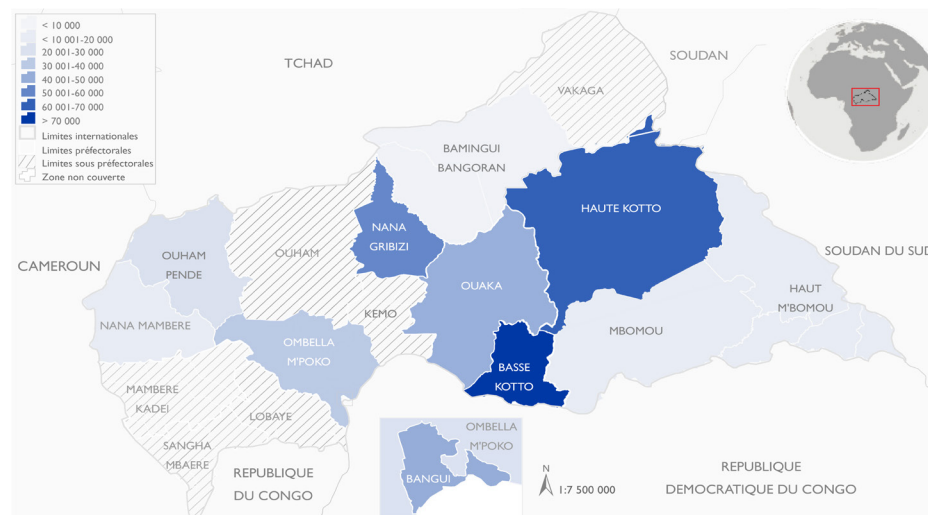 < 10 000
< 10 001-20 000
20 001-30 000
30 001-40 000
40 001-50 000
50 001-60 000
60 001-70 000
> 70 000
Limites internationales
Limites préfectorales
Limites sous préfectorales
Zone non couverte
TCHAD
SOUDAN
VAKAGA
BAMINGUI
BANGORAN
HAUTE KOTTO
NANA
GRIBIZI
OUHAM
PENDE
OUHAM
CAMEROUN
SOUDAN DU SUD
OUAKA
HAUT
M'BOMOU
KEMO
NANA MAMBERE
MBOMOU
OMBELLA
M'POKO
BASSE
KOTTO
MAMBERE
KADEI
LOBAYE
SANGHA
MBAERE
OMBELLA
M'POKO
BANGUI
REPUBLIQUE
DU CONGO
N
1:7 500 000
REPUBLIQUE
DEMOCRATIQUE DU CONGO